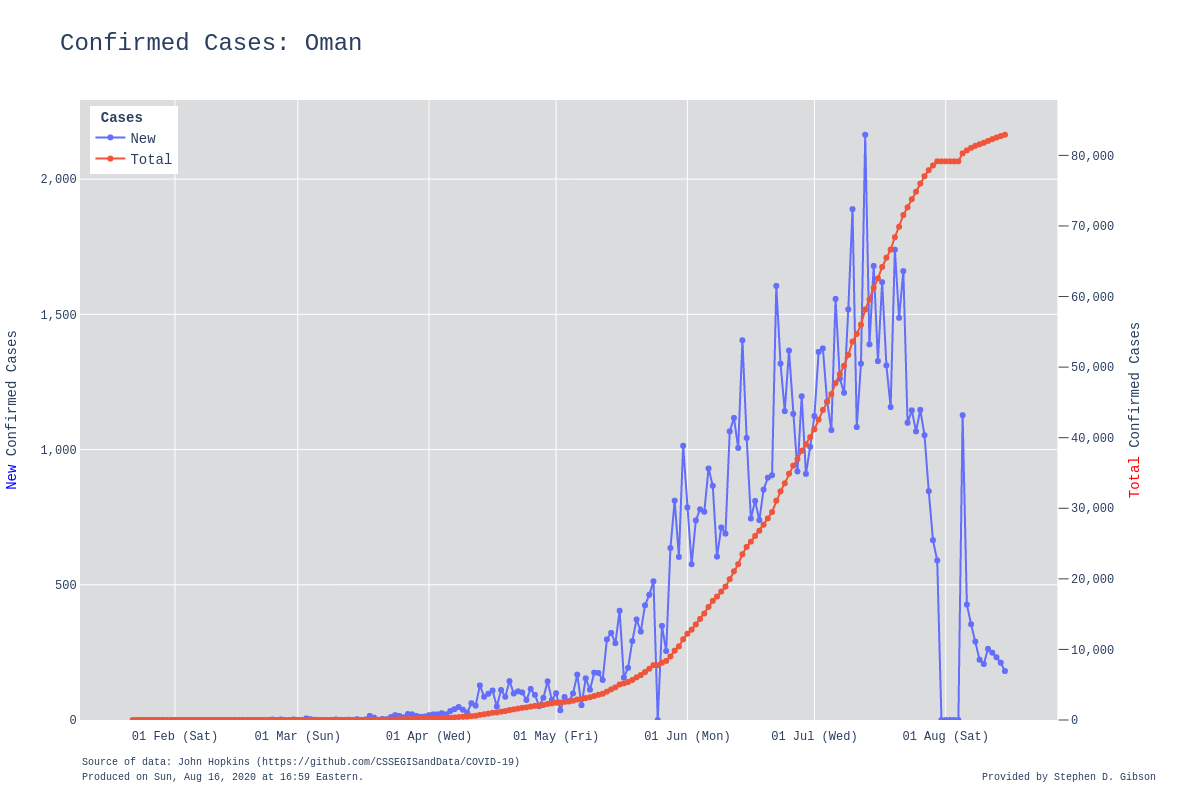 Confirmed Cases: Oman
Cases
New
Total
2,000
1,500
1,000
500
0
80,000
70,000
60,000
50,000
40,000
30,000
20,000
10,000
0
New Confirmed Cases
Total Confirmed Cases
01 Feb (Sat)
01 Mar (Sun)
01 Apr (Wed)
01 May (Fri)
01 Jun (Mon)
01 Jul (Wed)
01 Aug (Sat)
Source of data: John Hopkins (https://github.com/CSSEGISandData/COVID-19)
Produced on Sun, Aug 16, 2020 at 16:59 Eastern.
Provided by Stephen D. Gibson